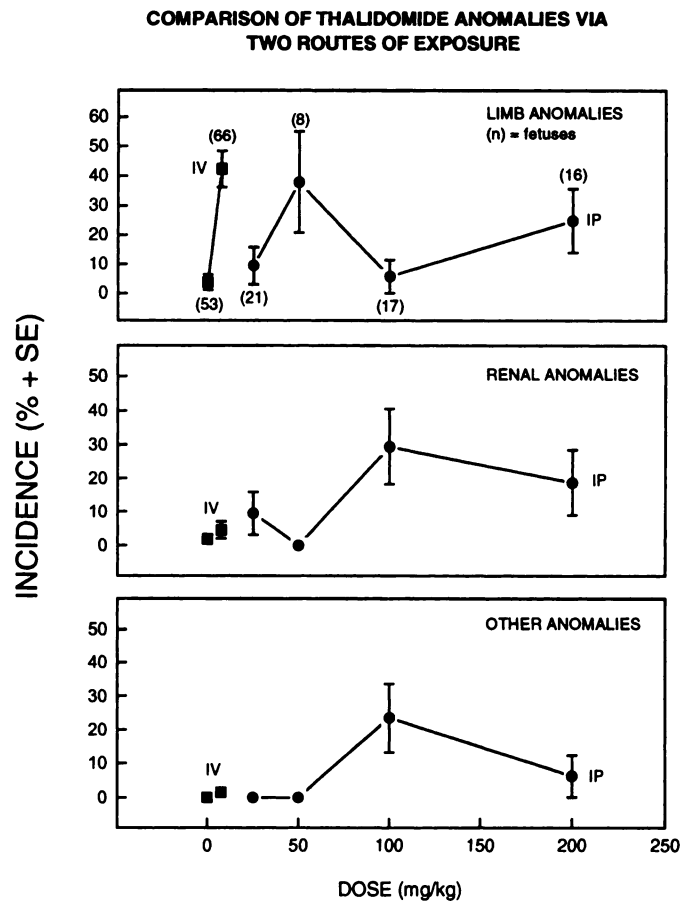 COMPARISON OF THALIDOMIDE ANOMALIES VIA
TWO ROUTES OF EXPOSURE
INCIDENCE (% + SE)
LIMB ANOMALIES
(n) = fetuses
60
50
40
30
20
10
0
IV
(66)
(53)
(21)
(8)
(17)
(16)
IP
RENAL ANOMALIES
50
40
30
20
10
0
IV
IP
OTHER ANOMALIES
50
40
30
20
10
0
IV
IP
0 50 100 150 200 250
DOSE (mg/kg)